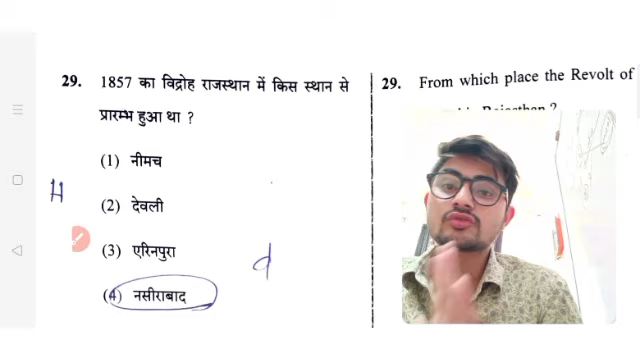 29. 1857 का विद्रोह राजस्थान में किस स्थान से
प्रारम्भ हुआ था ?
(1) नीमच
(2) देवली
(3) एरिनपुरा
(4) नसीराबाद
H
d
29. From which place the Revolt of
Rajasthan ?